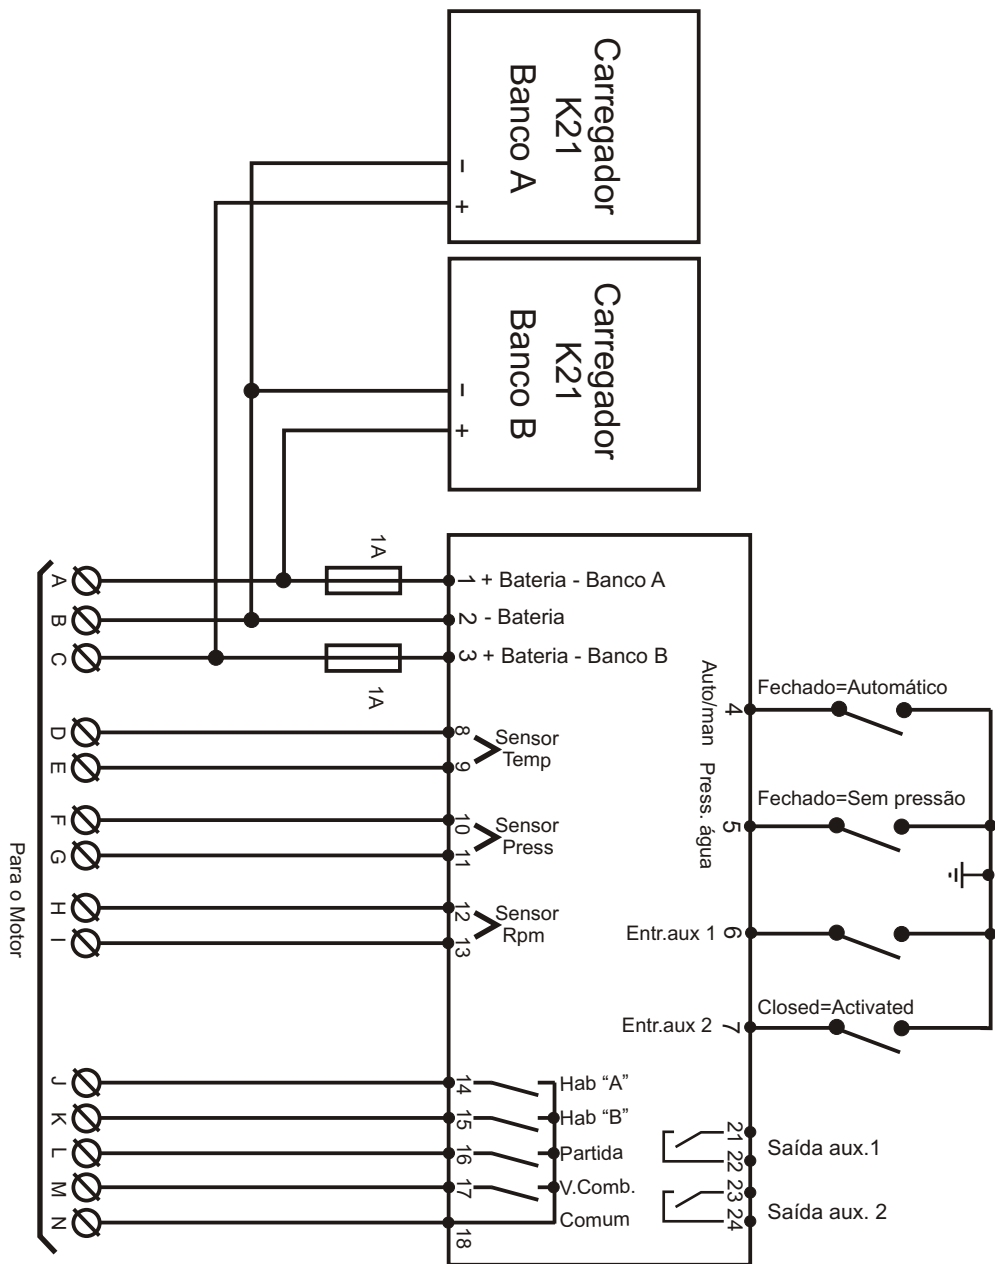 Carregador
K21
Banco A
-
+
Carregador
K21
Banco B
-
+
1A
A
1 + Bateria - Banco A
B
2 - Bateria
C
3 + Bateria - Banco B
1A
Auto/man
4
Fechado=Automático
D
8
Sensor
Temp
E
9
Press. água
5
Fechado=Sem pressão
F
10
Sensor
Press
G
11
H
12
Sensor
Rpm
I
13
Entr.aux 1
6
Entr.aux 2
7
Closed=Activated
Para o Motor
J
14
Hab “A”
K
15
Hab “B”
L
16
Partida
M
17
V.Comb.
N
18
Comum
21
22
Saída aux.1
23
24
Saída aux. 2